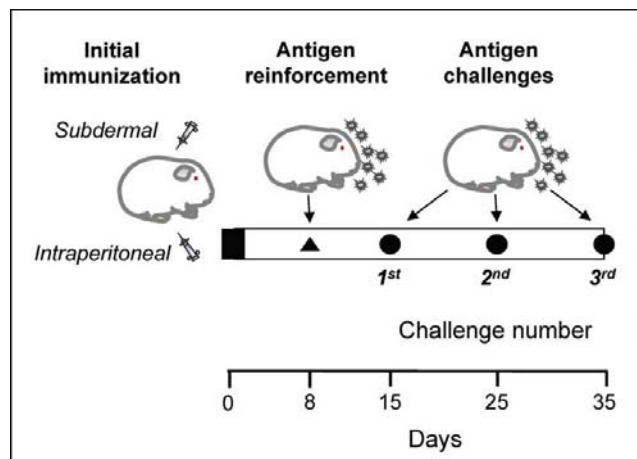 Initial
immunization
Antigen
reinforcement
Antigen
challenges
Subdermal
Intraperitoneal
1st 2nd 3rd
Challenge number
0 8 15 25 35
Days